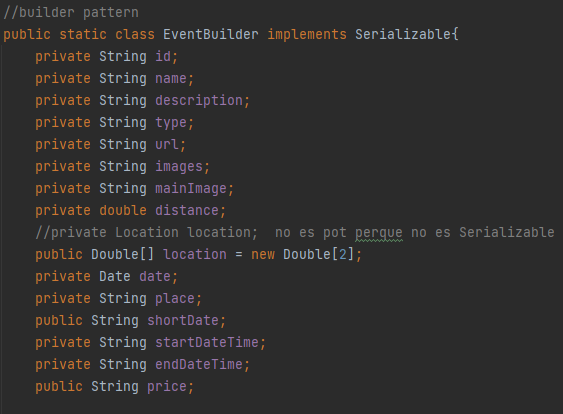 //builder pattern
public static class EventBuilder implements Serializable{
private String id;
private String name;
private String description;
private String type;
private String url;
private String images;
private String mainImage;
private double distance;
//private Location location;  no es pot perque no es Serializable
public Double[] location = new Double[2];
private Date date;
private String place;
public String shortDate;
private String startDateTime;
private String endDateTime;
public String price;